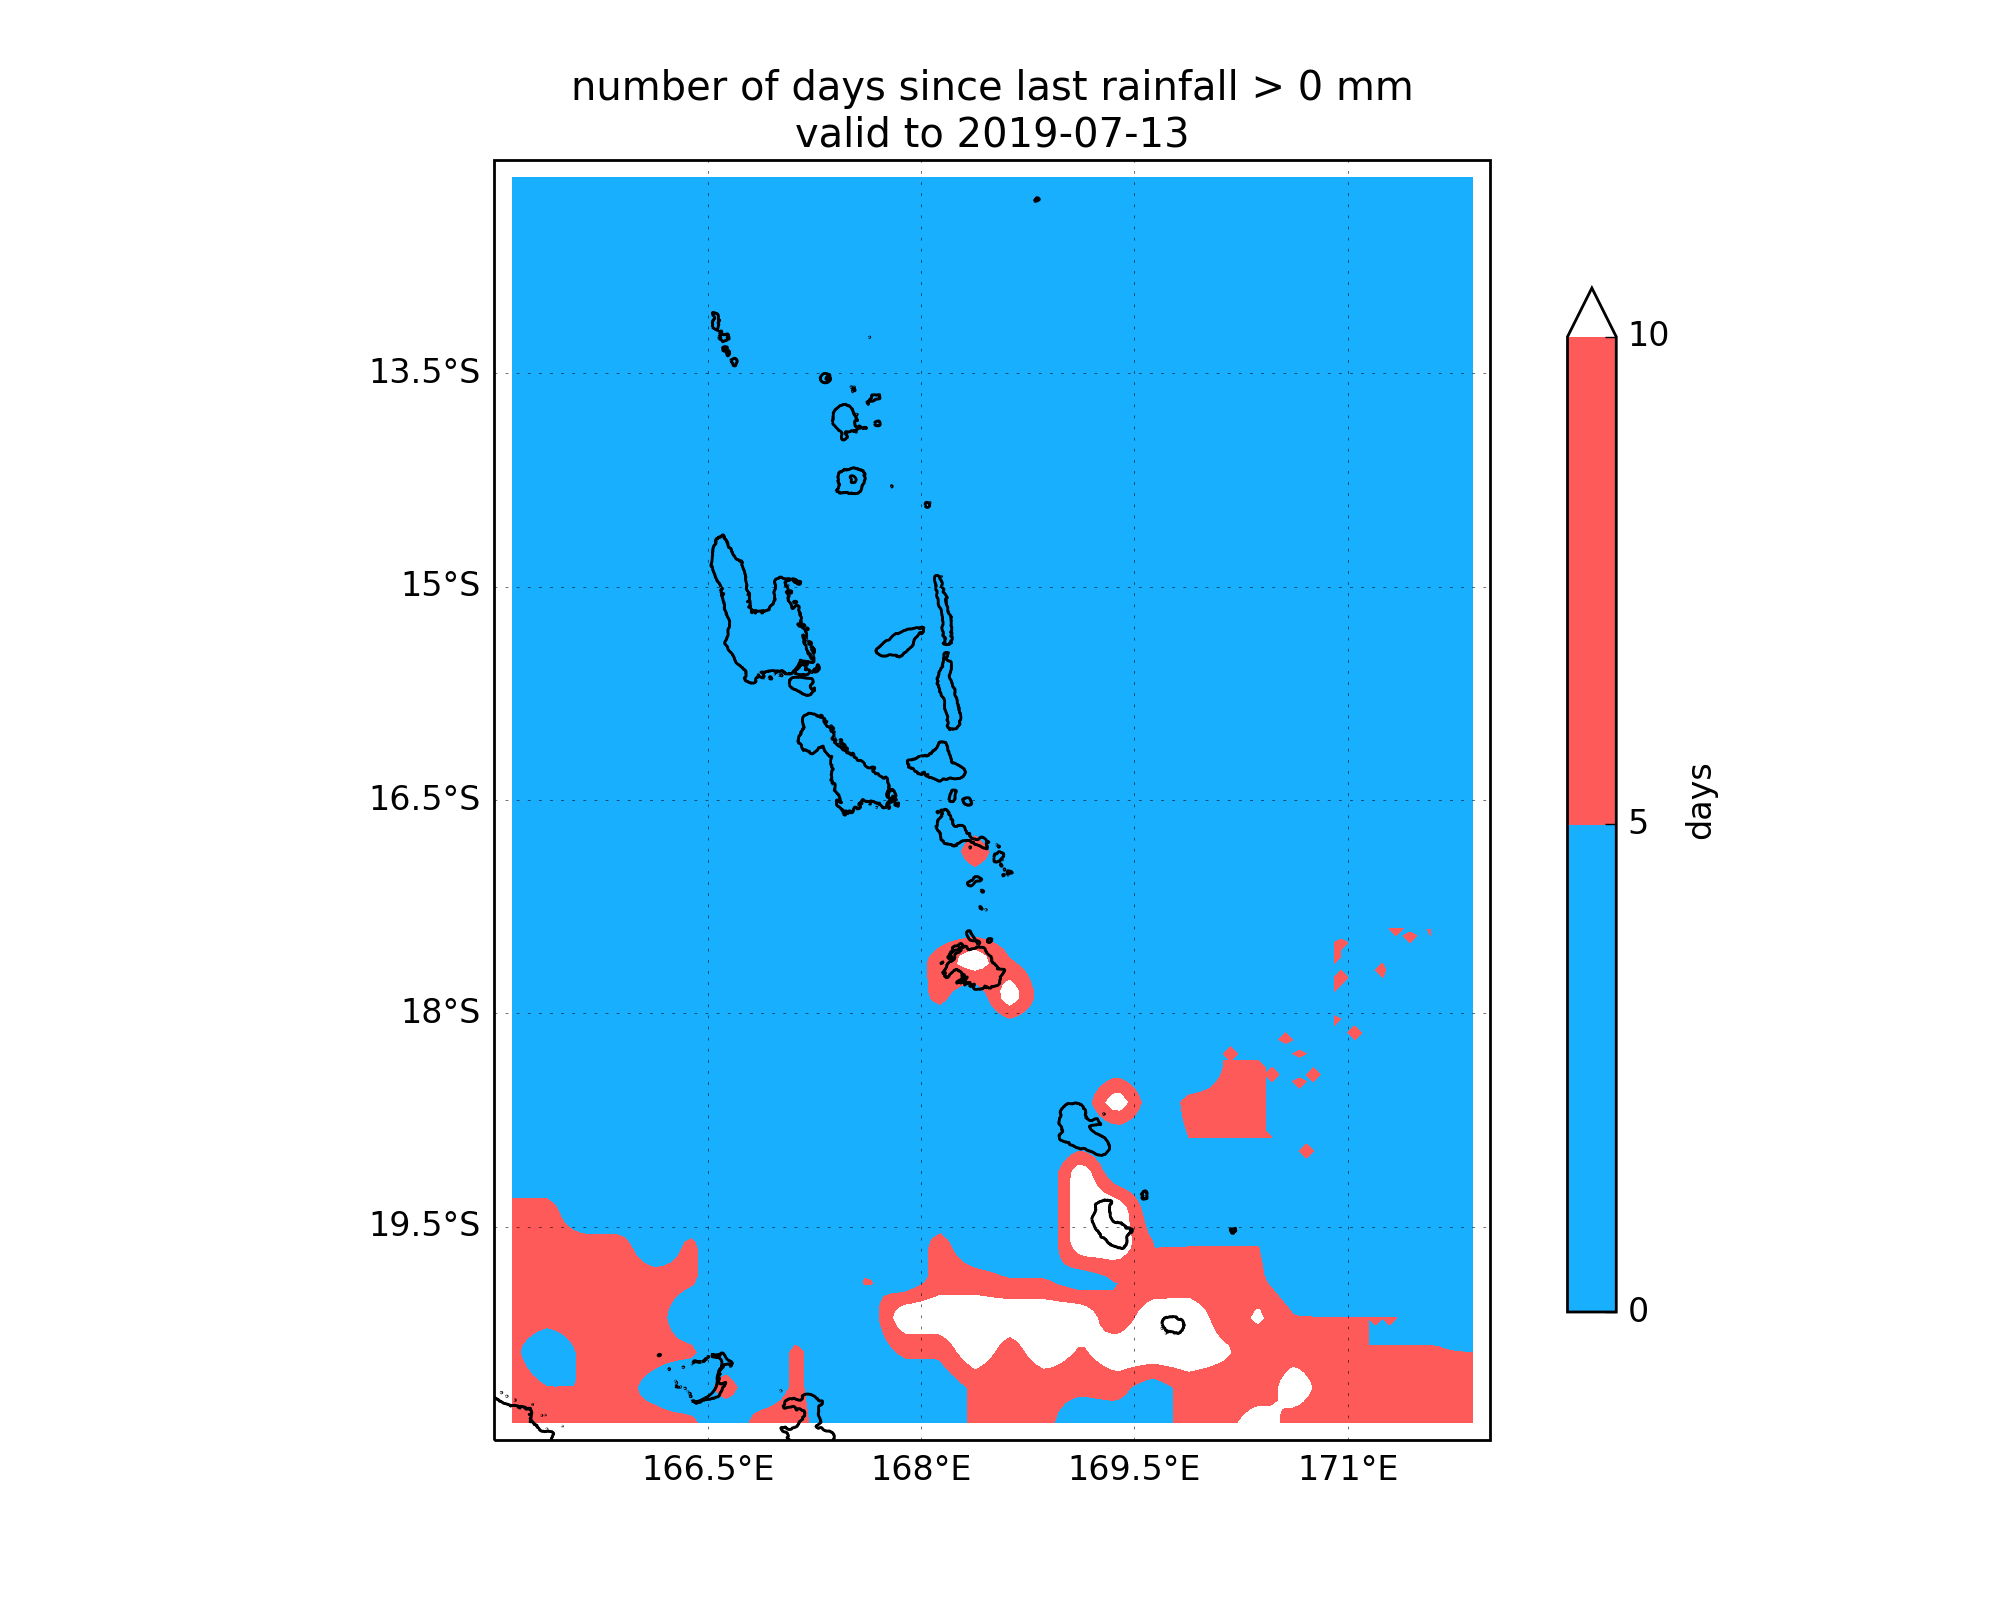 number of days since last rainfall > 0 mm
valid to 2019-07-13
13.5°S
15°S
16.5°S
18°S
19.5°S
166.5°E
168°E
169.5°E
171°E
10
5
0
days